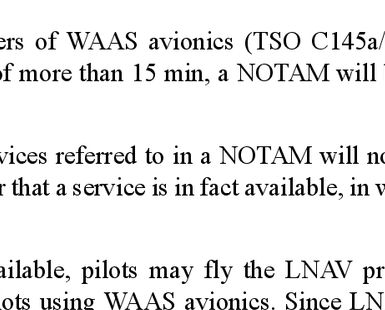 ers of WAAS avionics (TSO C145a/
of more than 15 min, a NOTAM will
vices referred to in a NOTAM will no
r that a service is in fact available, in w
ailable, pilots may fly the LNAV pr
lots using WAAS avionics. Since LN